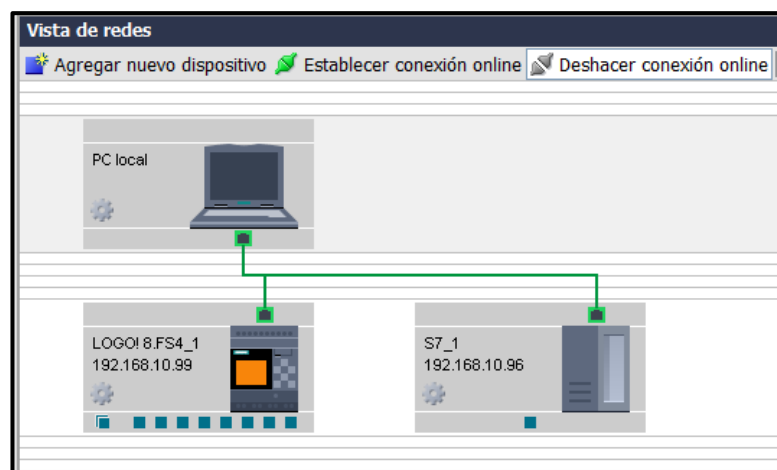 Vista de redes
Agregar nuevo dispositivo Establecer conexión online Deshacer conexión online
PC local
LOGO! 8.FS4_1
192.168.10.99
S7_1
192.168.10.96